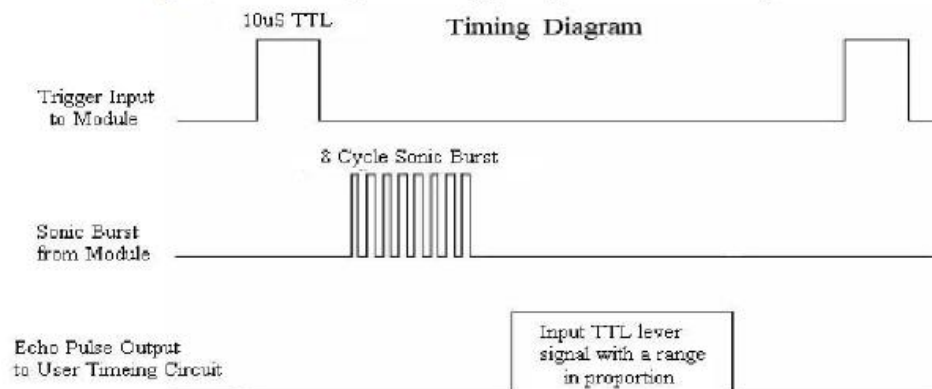 10uS TTL
Timing Diagram
Trigger Input
to Module
8 Cycle Sonic Burst
Sonic Burst
from Module
Echo Pulse Output
to User Timeing Circuit
Input TTL lever
signal with a range
in proportion